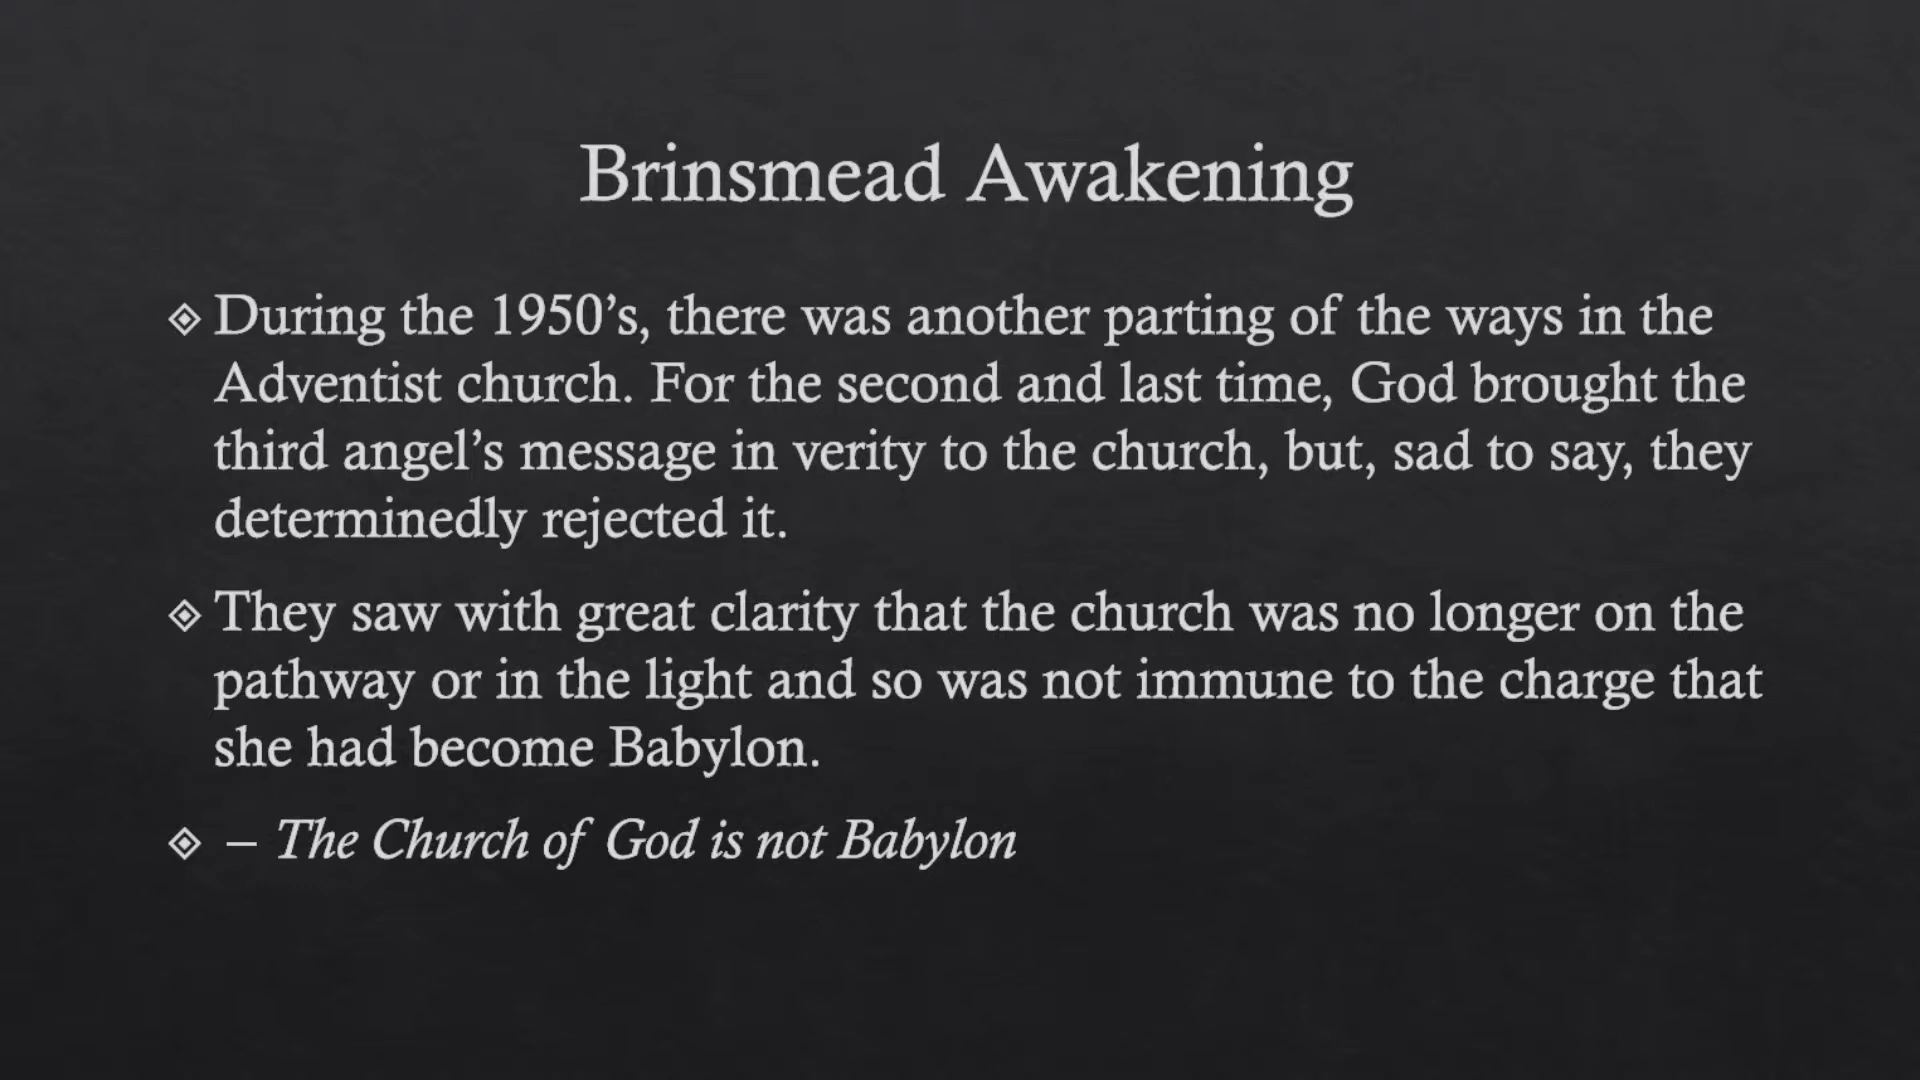 Brinsmead Awakening
During the 1950’s, there was another parting of the ways in the
Adventist church. For the second and last time, God brought the
third angel’s message in verity to the church, but, sad to say, they
determinedly rejected it.
They saw with great clarity that the church was no longer on the
pathway or in the light and so was not immune to the charge that
she had become Babylon.
– The Church of God is not Babylon